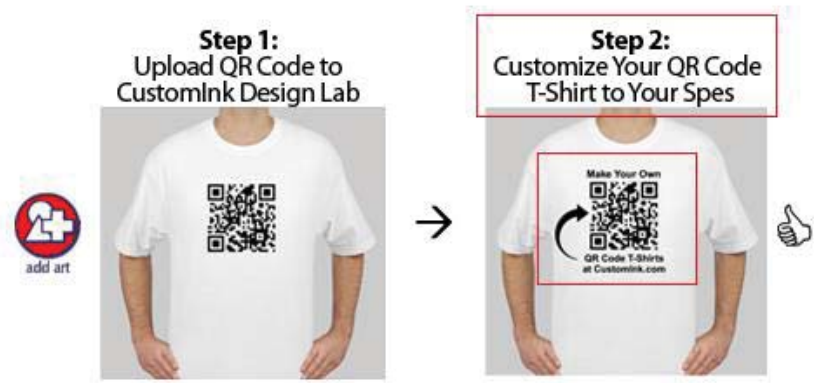 Step 1:
Upload QR Code to
CustomInk Design Lab
add art
Step 2:
Customize Your QR Code
T-Shirt to Your Spes
Make Your Own
QR Code T-Shirts
at CustomInk.com